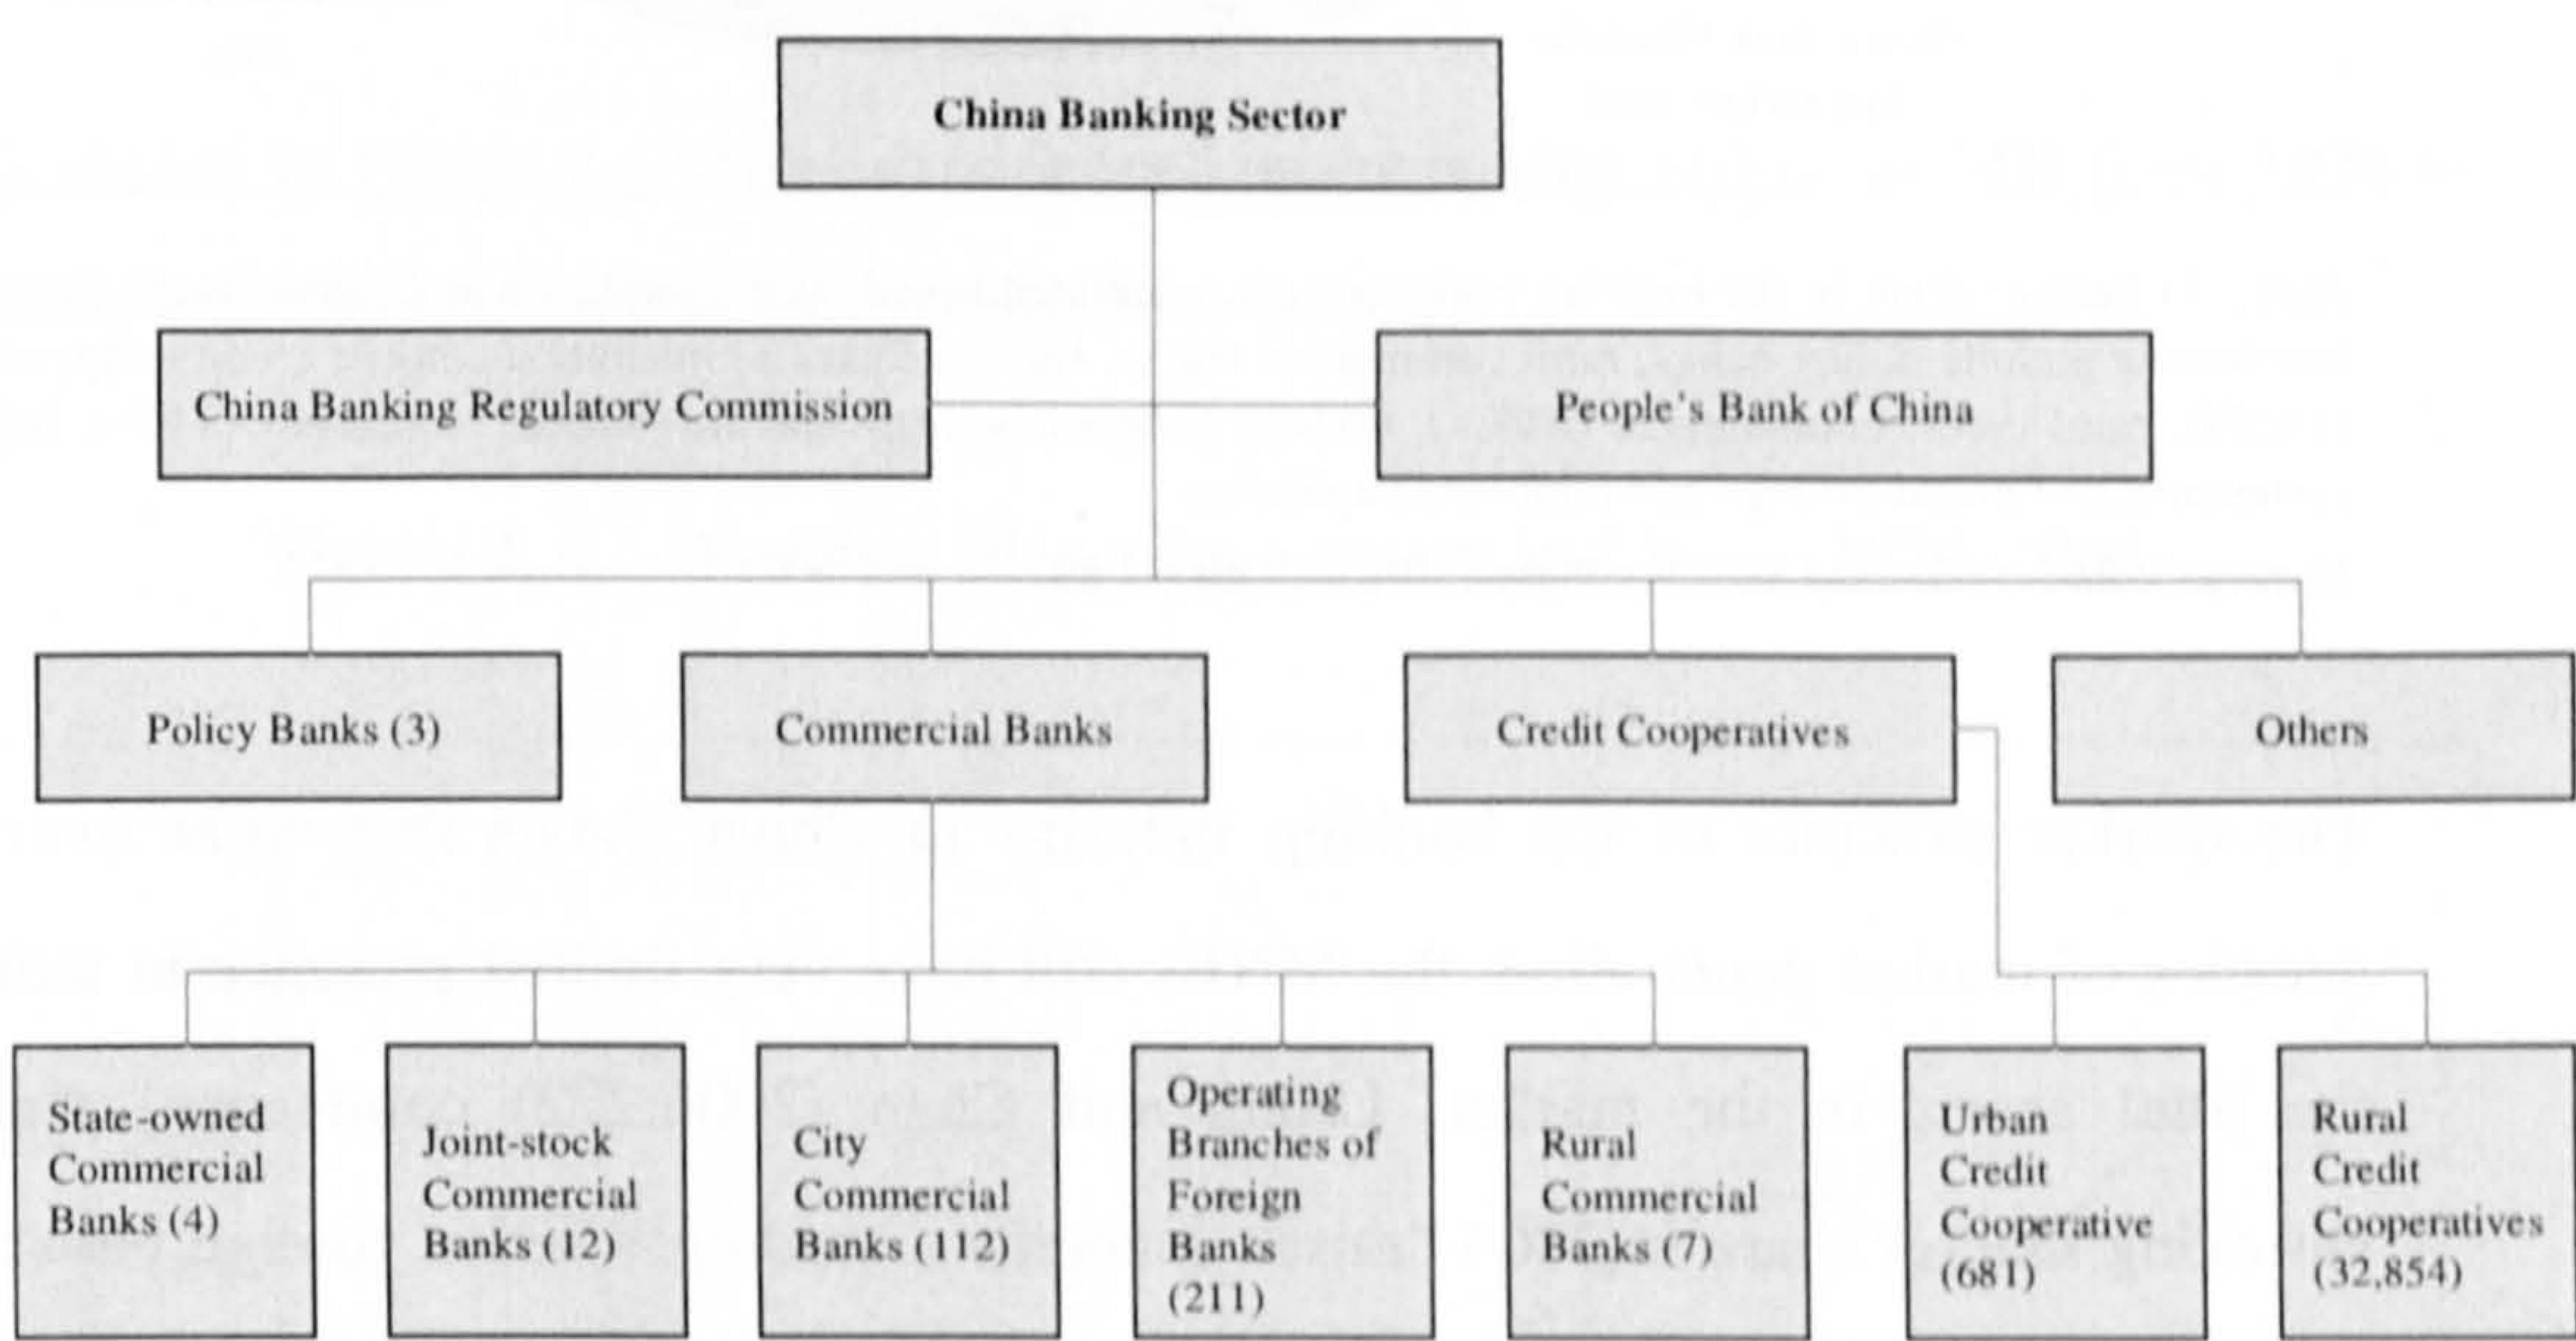 China Banking Sector
China Banking Regulatory Commission
People's Bank of China
Policy Banks (3)
Commercial Banks
Credit Cooperatives
Others
State-owned
Commercial
Banks (4)
Joint-stock
Commercial
Banks (12)
City
Commercial
Banks (112)
Operating
Branches of
Foreign
Banks
(211)
Rural
Commercial
Banks (7)
Urban
Credit
Cooperative
(681)
Rural
Credit
Cooperatives
(32,854)